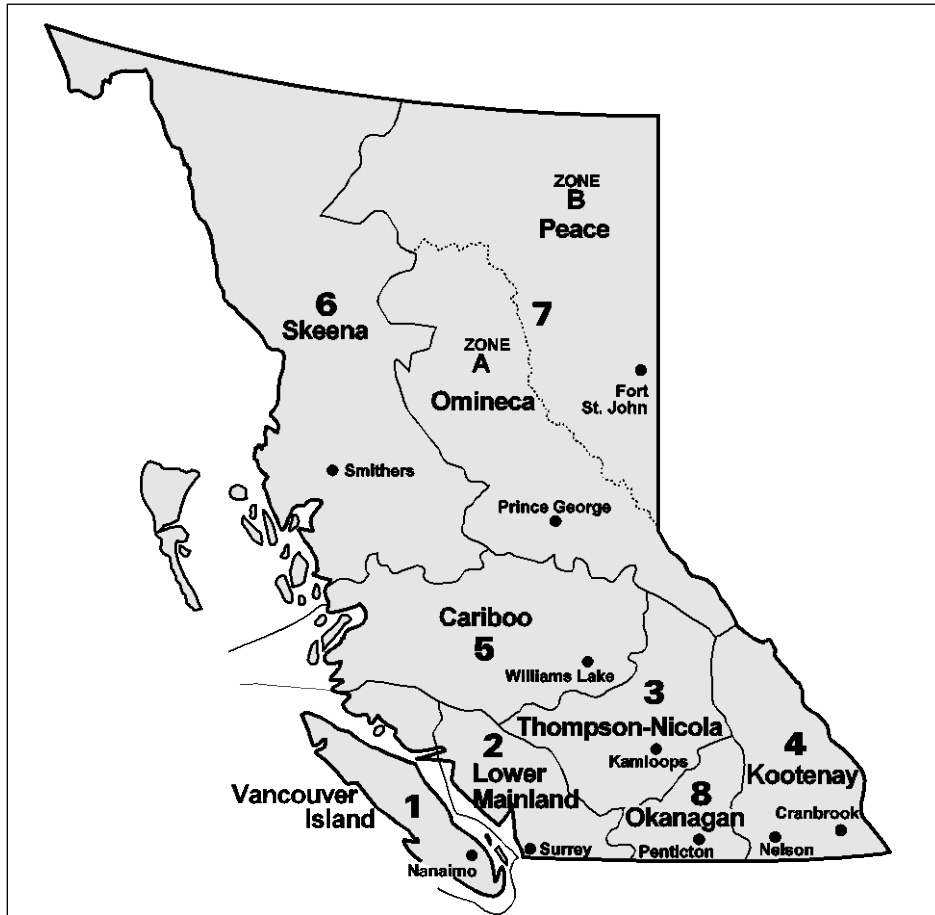 ZONE
B
Peace
6
Skeena
7
ZONE
A
Omineca
Fort
St. John
Smithers
Prince George
Cariboo
5
Williams Lake
3
Thompson-Nicola
Kamloops
2
Lower
Mainland
4
Kootenay
Vancouver
Island
1
8
Okanagan
Cranbrook
Nanaimo
Surrey
Penticton
Nelson